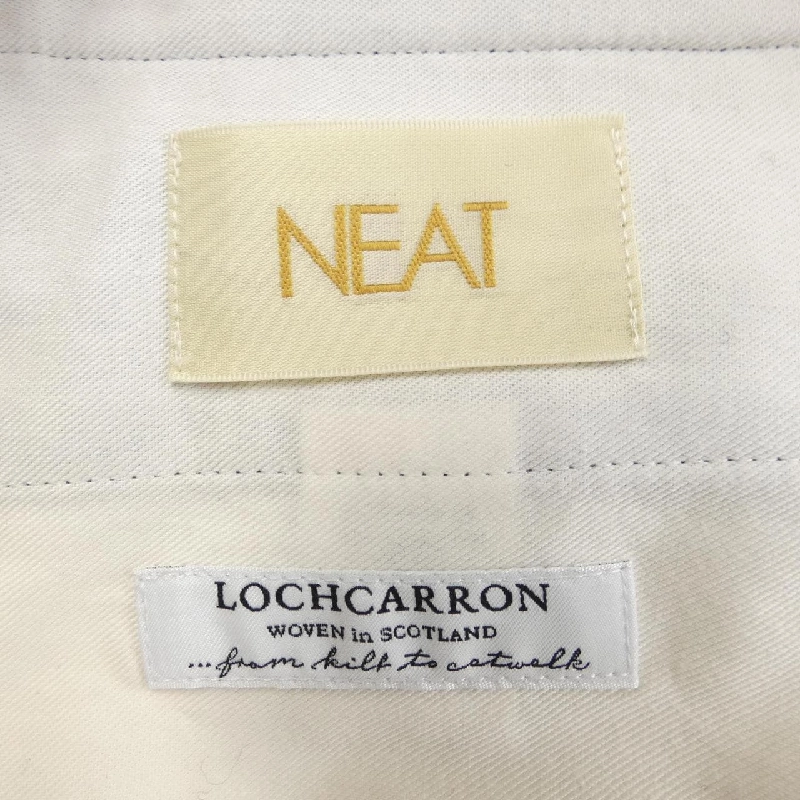 NEAT
LOCHCARRON
WOVEN in SCOTLAND
...from kilt to catwalk